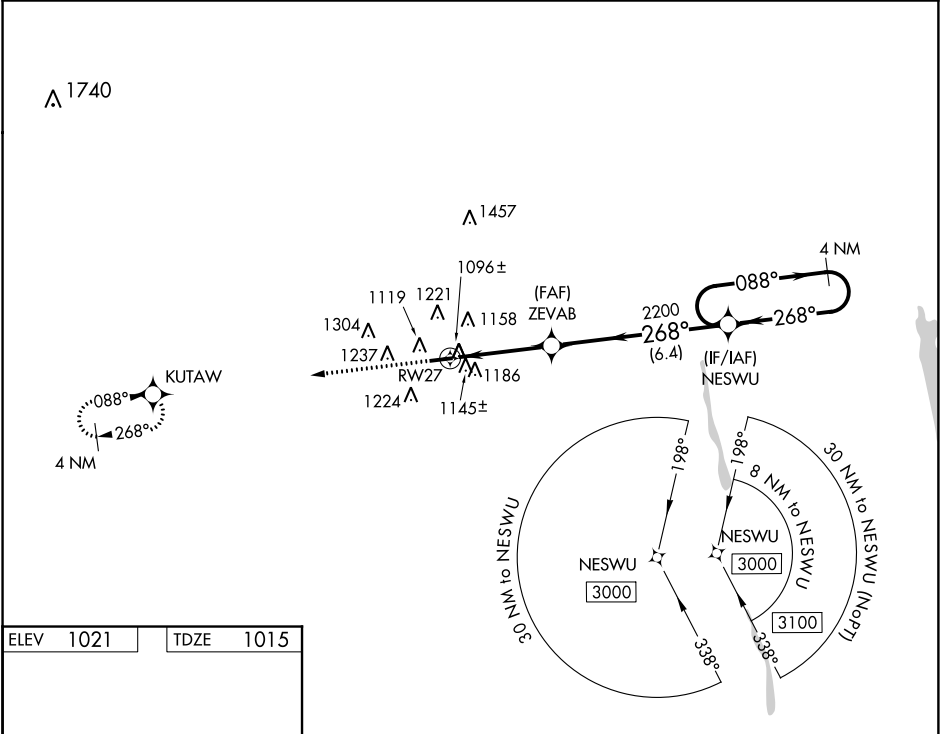 1740
1457
1096±
4 NM
088°
(FAF)
ZEVAB
1119
1221
1158
2200
268°
268°
(6.4)
1304
1237
(IF/IAF)
NESWU
RW27
1186
KUTAW
088°
1224
1145±
268°
4 NM
198°
198°
30 NM to NESWU
30 NM to NESWU (NoPT)
8 NM to NESWU
NESWU
3000
NESWU
3000
3100
338°
338°
ELEV 1021
TDZE 1015